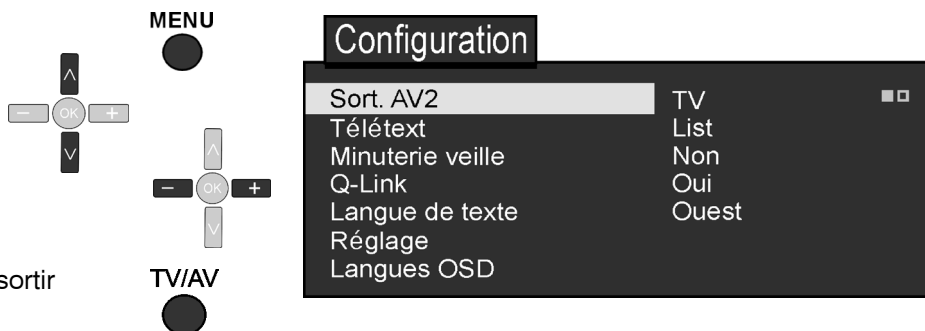 MENU
OK
OK
sortir
TV/AV
Configuration
Sort. AV2 TV
Télétext List
Minuterie veille Non
Q-Link Oui
Langue de texte Ouest
Réglage
Langues OSD